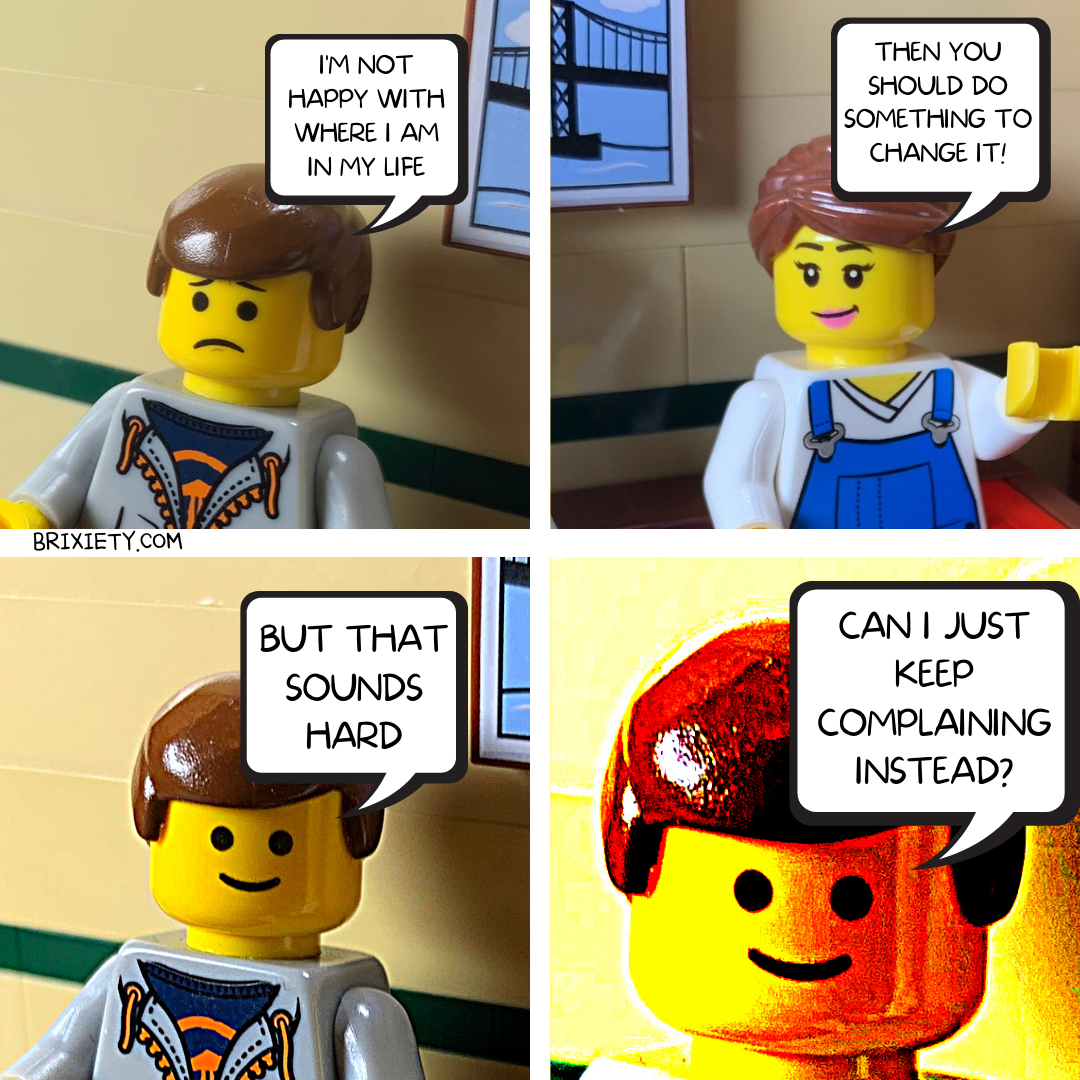 I'M NOT
HAPPY WITH
WHERE I AM
IN MY LIFE
THEN YOU
SHOULD DO
SOMETHING TO
CHANGE IT!
BRIXIETY.COM
BUT THAT
SOUNDS
HARD
CAN I JUST
KEEP
COMPLAINING
INSTEAD?